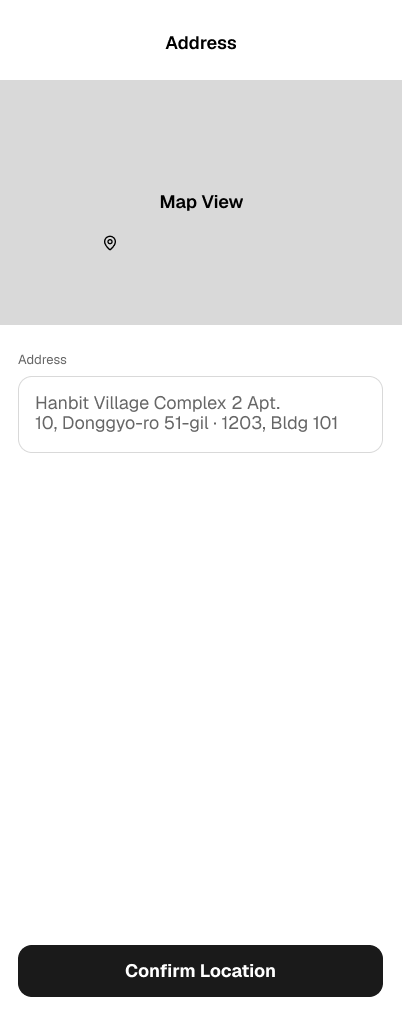 Address
Map View
Address
Hanbit Village Complex 2 Apt.
10, Donggyo-ro 51-gil · 1203, Bldg 101
Confirm Location